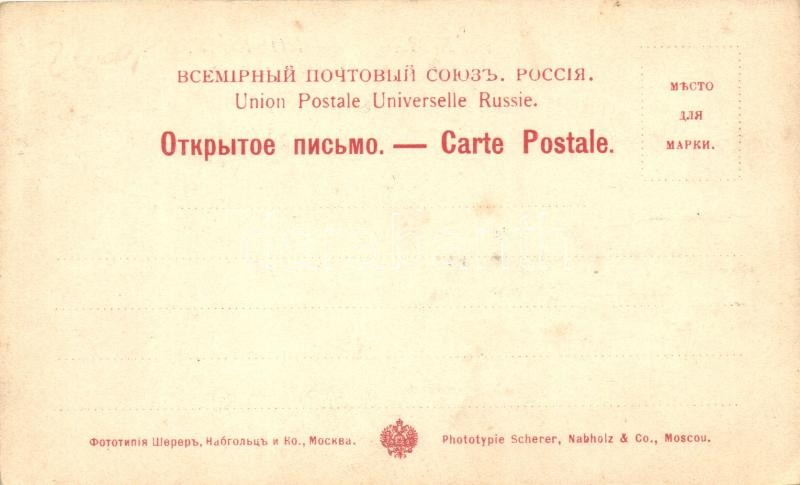 ВСЕМІРНЫЙ ПОЧТОВЫЙ СОЮЗЪ. РОССІЯ.
Union Postale Universelle Russie.
Открытое письмо. — Carte Postale.
МѢСТО
ДЛЯ
МАРКИ.
Фототипія Шереръ, Набгольцъ и Ко., Москва.
Phototypie Scherer, Nabholz & Co., Moscou.